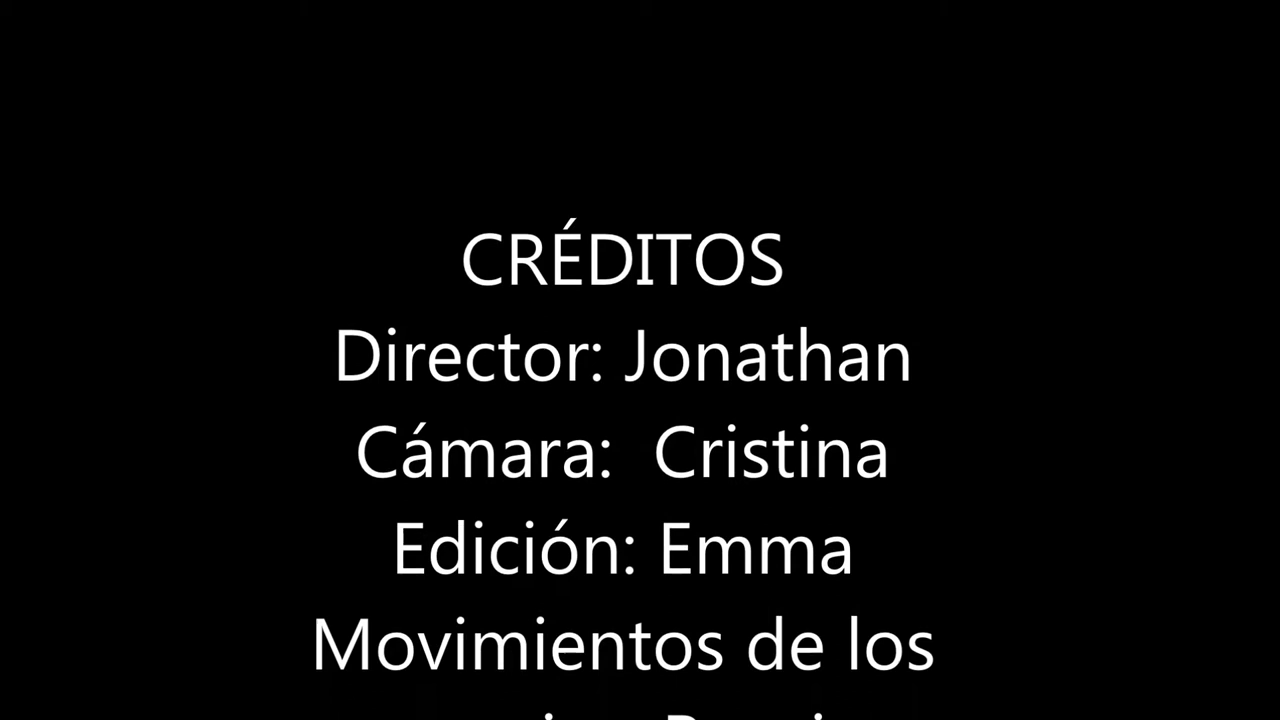 CRÉDITOS
Director: Jonathan
Cámara:  Cristina
Edición: Emma
Movimientos de los